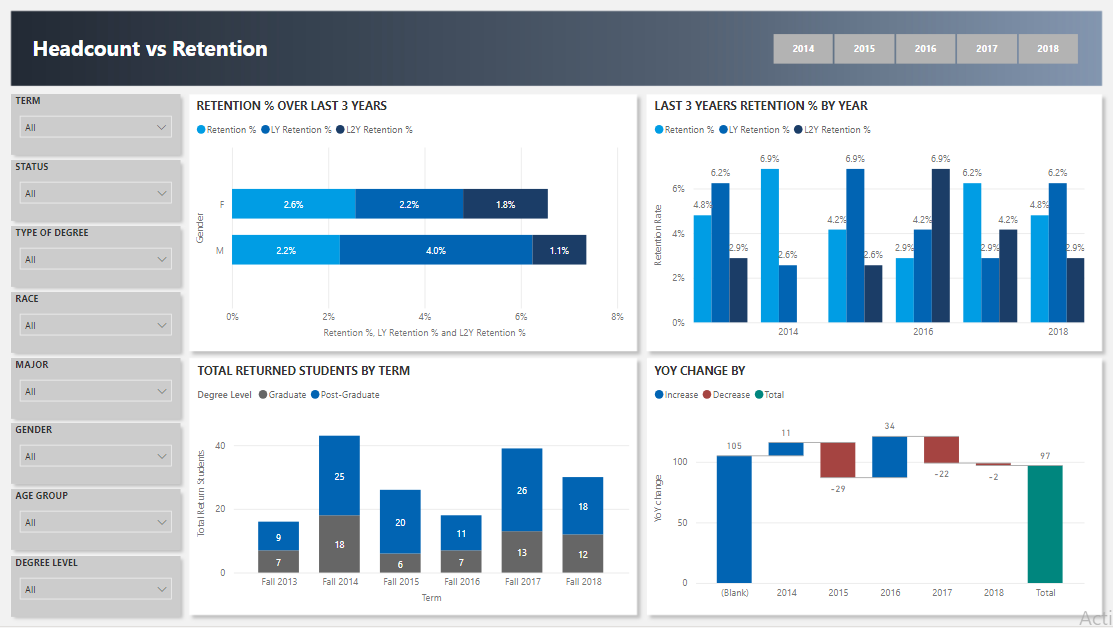 Headcount vs Retention
2014 2015 2016 2017 2018
TERM
All
STATUS
All
TYPE OF DEGREE
All
RACE
All
MAJOR
All
GENDER
All
AGE GROUP
All
DEGREE LEVEL
All
RETENTION % OVER LAST 3 YEARS
Retention % LY Retention % L2Y Retention %
Gender
F 2.6% 2.2% 1.8%
M 2.2% 4.0% 1.1%
0% 2% 4% 6% 8%
Retention %, LY Retention % and L2Y Retention %
LAST 3 YEAERS RETENTION % BY YEAR
Retention % LY Retention % L2Y Retention %
Retention Rate
6%
4%
2%
0%
4.8% 6.2% 2.9%
6.9% 2.6%
4.2% 6.9% 2.6%
2.9% 4.2% 6.9%
6.2% 2.9% 4.2%
4.8% 6.2% 2.9%
2014 2016 2018
TOTAL RETURNED STUDENTS BY TERM
Degree Level Graduate Post-Graduate
Total Return Students
40
20
0
9 25 20 11 26 18
7 18 6 7 13 12
Fall 2013 Fall 2014 Fall 2015 Fall 2016 Fall 2017 Fall 2018
Term
YOY CHANGE BY
Increase Decrease Total
YoY change
100
50
0
105 11 -29 34 -22 -2 97
(Blank) 2014 2015 2016 2017 2018 Total
Acti